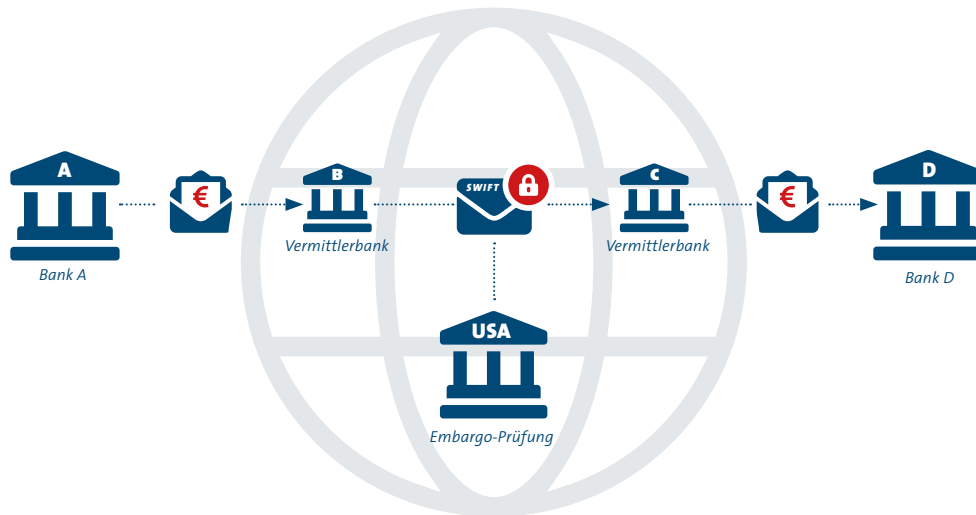 A
€
B
SWIFT
C
€
D
Vermittlerbank
Vermittlerbank
Bank A
Bank D
USA
Embargo-Prüfung